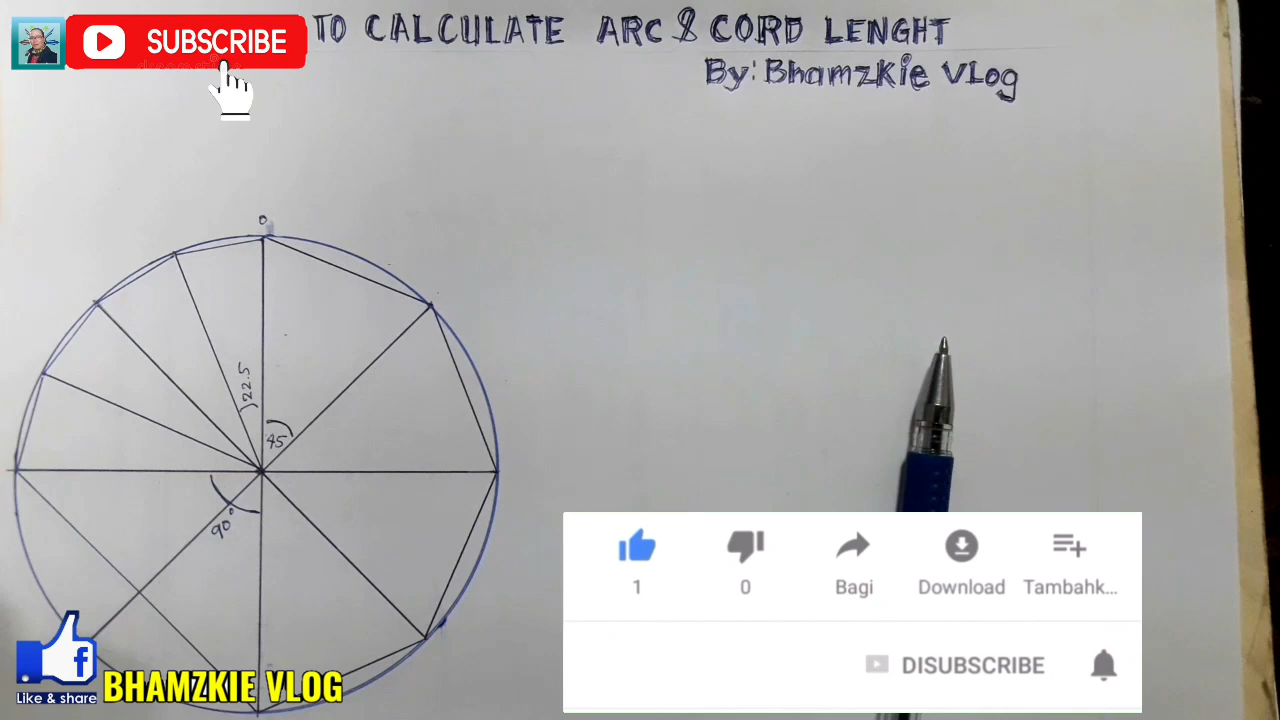 SUBSCRIBE
TO CALCULATE ARC & CORD LENGHT
By: BhamzKie VLog
0
22.5
45
90°
1
0
Bagi
Download
Tambahk...
DISUBSCRIBE
Like & share
BHAMZKIE VLOG